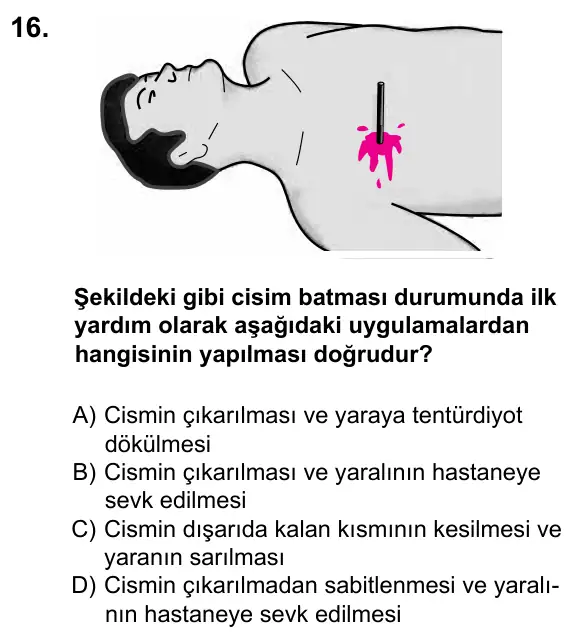 16.
Şekildeki gibi cisim batması durumunda ilk
yardım olarak aşağıdaki uygulamalardan
hangisinin yapılması doğrudur?
A) Cismin çıkarılması ve yaraya tentürdiyot
dökülmesi
B) Cismin çıkarılması ve yaralının hastaneye
sevk edilmesi
C) Cismin dışarıda kalan kısmının kesilmesi ve
yaranın sarılması
D) Cismin çıkarılmadan sabitlenmesi ve yaralı-
nın hastaneye sevk edilmesi